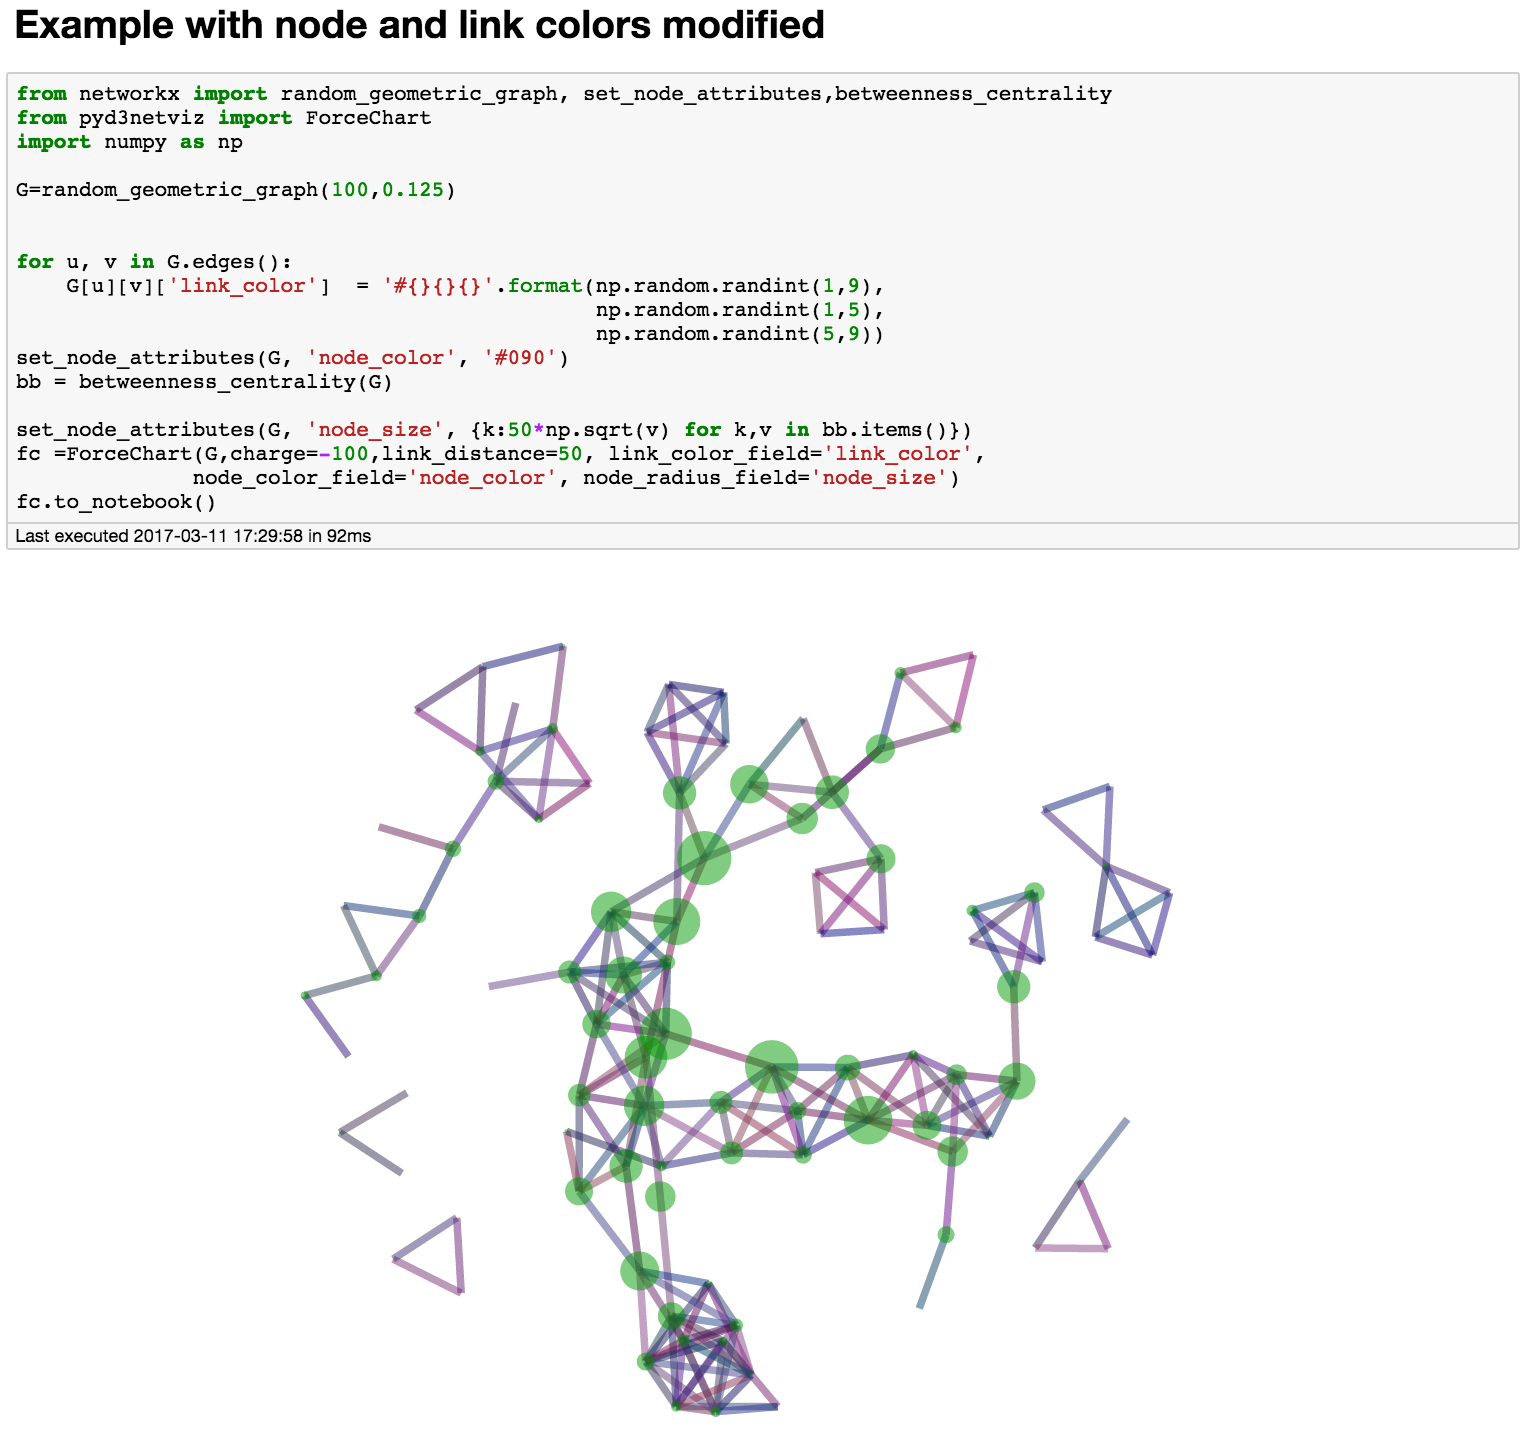 Example with node and link colors modified
from networkx import random_geometric_graph, set_node_attributes,betweenness_centrality
from pyd3netviz import ForceChart
import numpy as np
G=random_geometric_graph(100,0.125)
for u, v in G.edges():
    G[u][v]['link_color']  = '#{}{}{}'.format(np.random.randint(1,9),
                                              np.random.randint(1,5),
                                              np.random.randint(5,9))
set_node_attributes(G, 'node_color', '#090')
bb = betweenness_centrality(G)
set_node_attributes(G, 'node_size', {k:50*np.sqrt(v) for k,v in bb.items()})
fc =ForceChart(G,charge=-100,link_distance=50, link_color_field='link_color',
              node_color_field='node_color', node_radius_field='node_size')
fc.to_notebook()
Last executed 2017-03-11 17:29:58 in 92ms